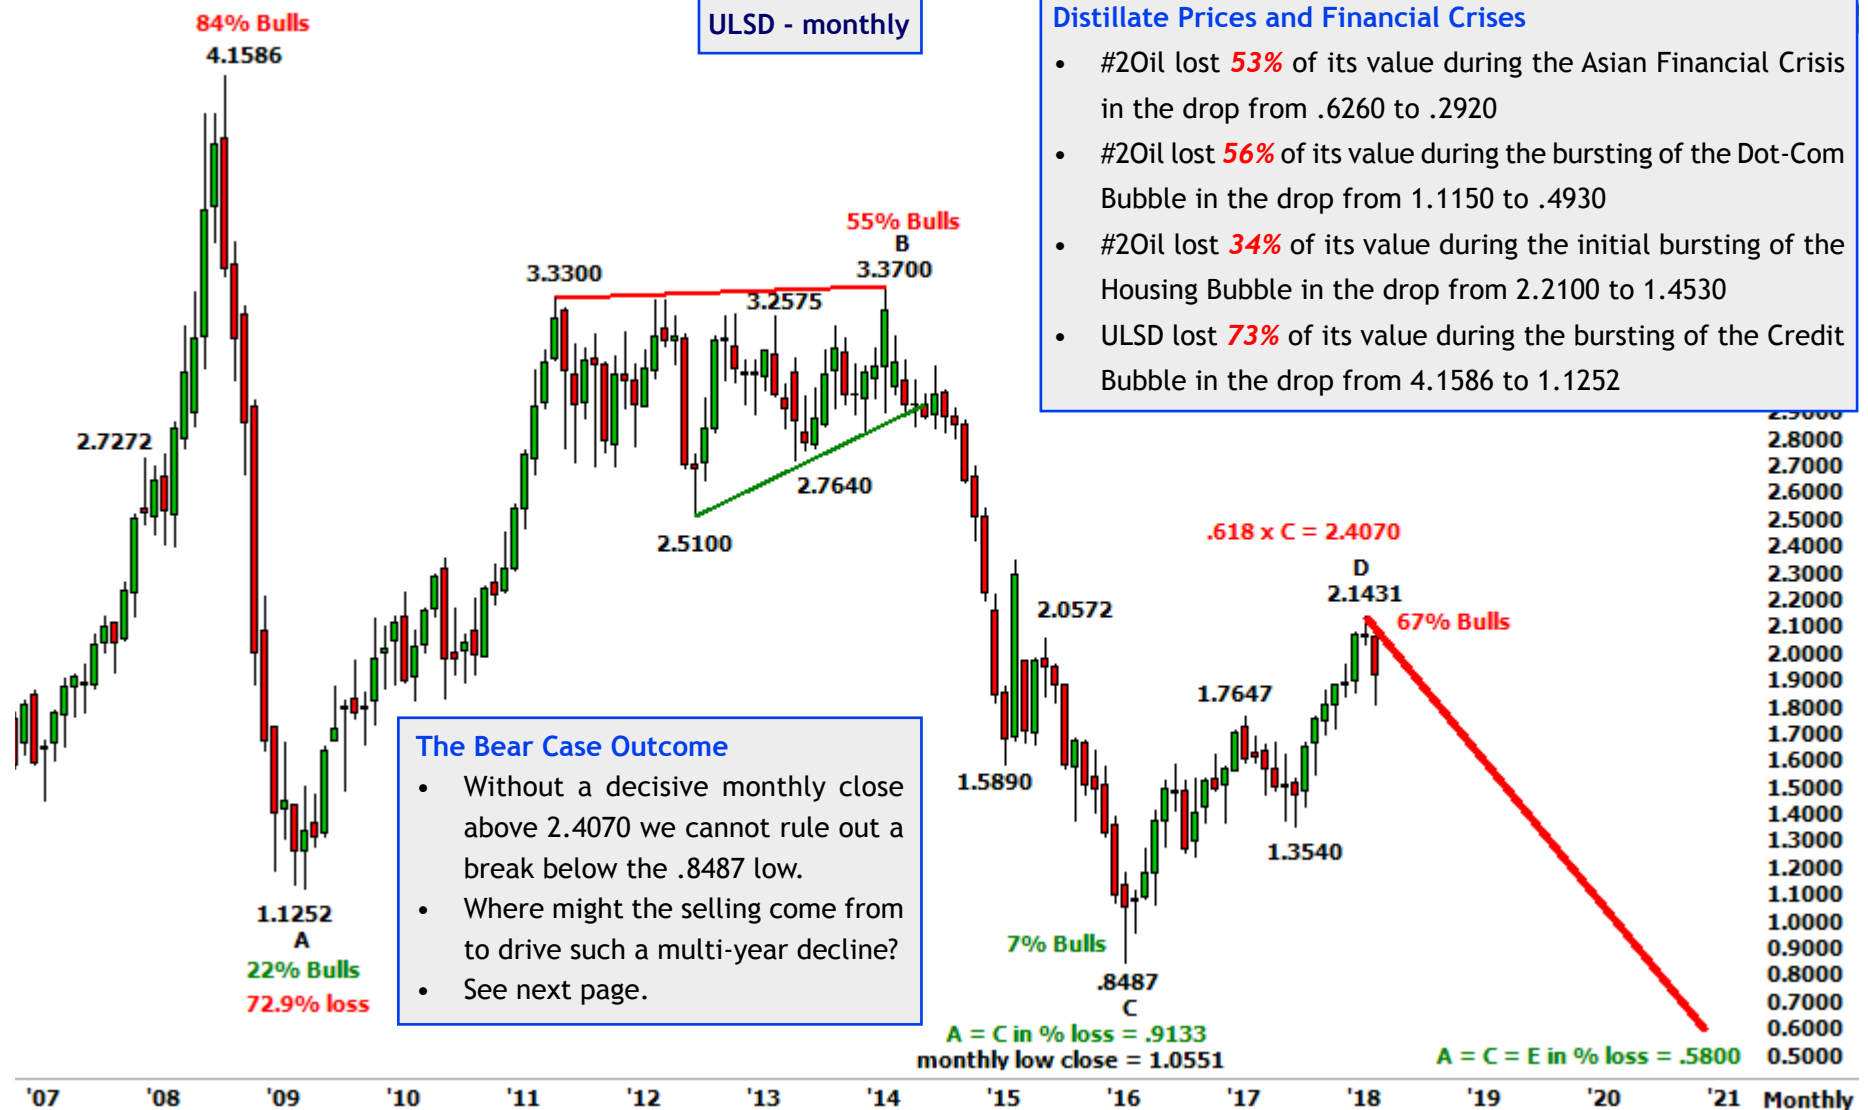 84% Bulls
4.1586
ULSD - monthly
Distillate Prices and Financial Crises
• #2Oil lost 53% of its value during the Asian Financial Crisis
in the drop from .6260 to .2920
• #2Oil lost 56% of its value during the bursting of the Dot-Com
Bubble in the drop from 1.1150 to .4930
• #2Oil lost 34% of its value during the initial bursting of the
Housing Bubble in the drop from 2.2100 to 1.4530
• ULSD lost 73% of its value during the bursting of the Credit
Bubble in the drop from 4.1586 to 1.1252
55% Bulls
B
3.3700
3.3300
3.2575
2.7272
2.7640
2.5100
.618 x C = 2.4070
D
2.1431
67% Bulls
2.0572
1.7647
1.5890
1.3540
The Bear Case Outcome
• Without a decisive monthly close
above 2.4070 we cannot rule out a
break below the .8487 low.
• Where might the selling come from
to drive such a multi-year decline?
• See next page.
1.1252
A
22% Bulls
72.9% loss
7% Bulls
.8487
C
A = C in % loss = .9133
monthly low close = 1.0551
A = C = E in % loss = .5800
2.9000
2.8000
2.7000
2.6000
2.5000
2.4000
2.3000
2.2000
2.1000
2.0000
1.9000
1.8000
1.7000
1.6000
1.5000
1.4000
1.3000
1.2000
1.1000
1.0000
0.9000
0.8000
0.7000
0.6000
0.5000
'07 '08 '09 '10 '11 '12 '13 '14 '15 '16 '17 '18 '19 '20 '21 Monthly